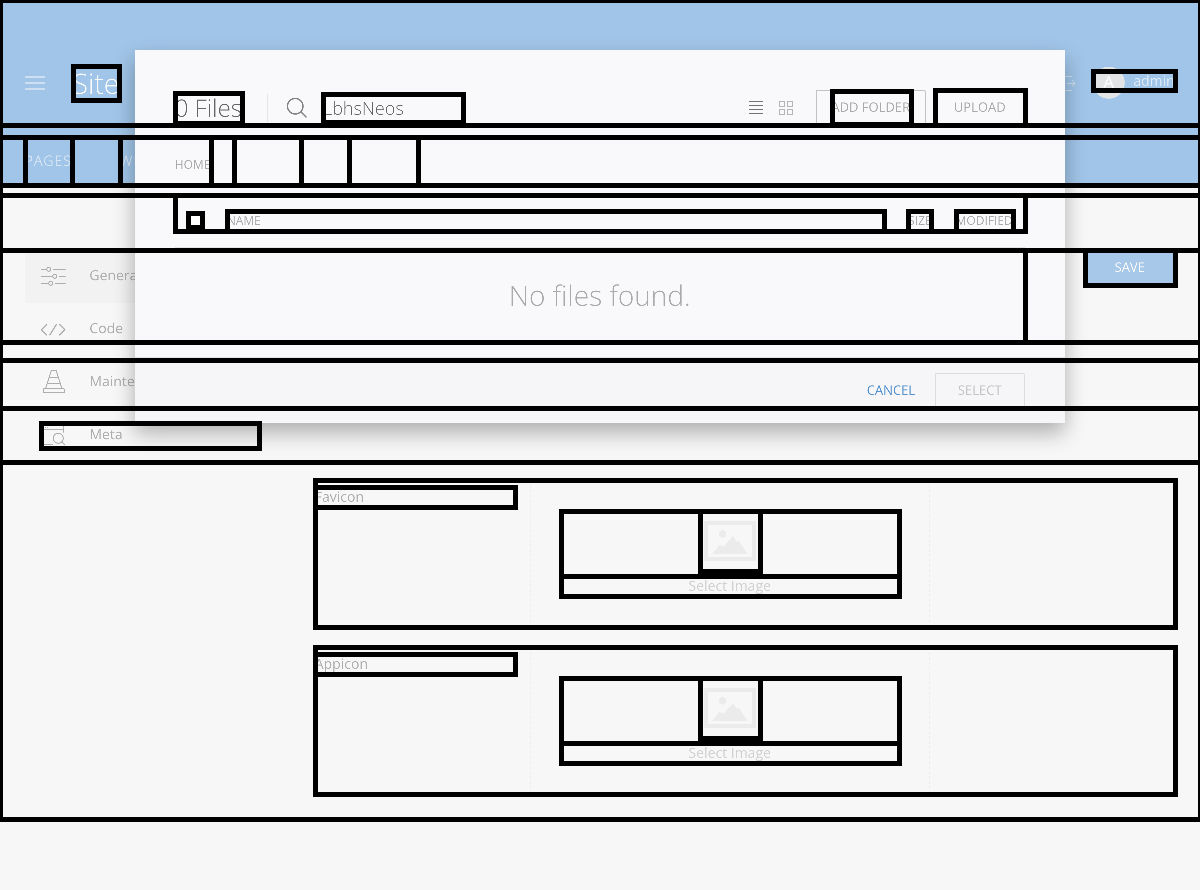 Site
admin
A
0 Files
LbhsNeos
ADD FOLDER
UPLOAD
PAGES
W
HOME
NAME
SIZE
MODIFIED
Genera
No files found.
SAVE
Code
Mainte
CANCEL
SELECT
Meta
Favicon
Select Image
Appicon
Select Image